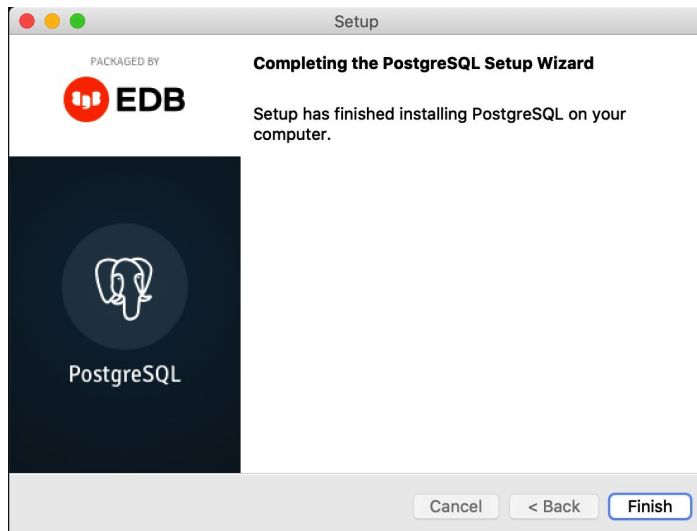 Setup
PACKAGED BY
EDB
PostgreSQL
Completing the PostgreSQL Setup Wizard
Setup has finished installing PostgreSQL on your
computer.
Cancel
< Back
Finish